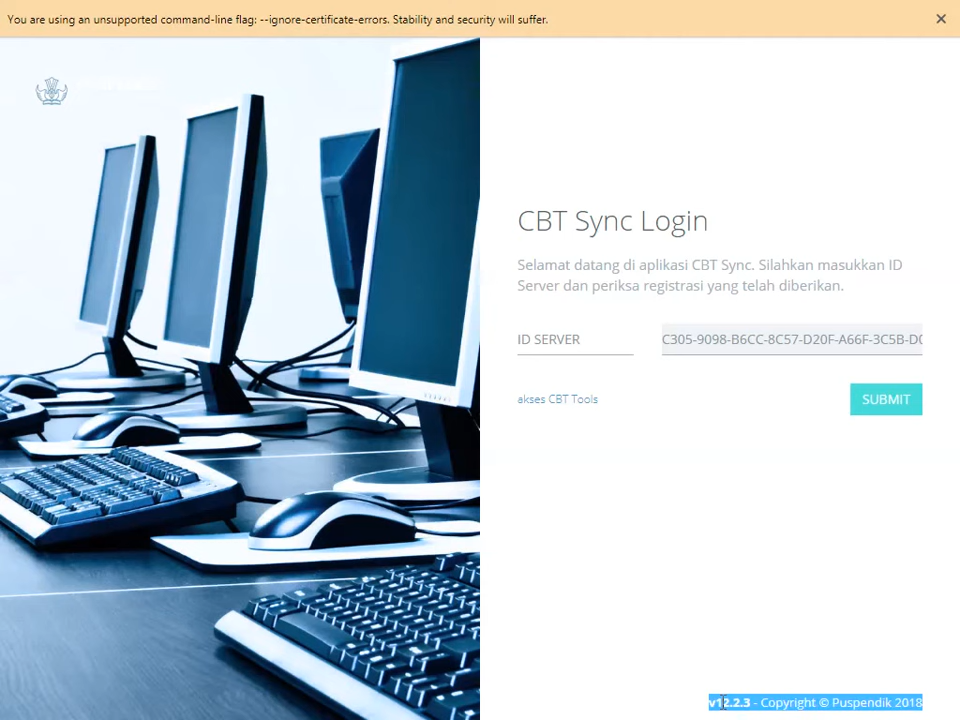 You are using an unsupported command-line flag: --ignore-certificate-errors. Stability and security will suffer.
CBT Sync Login
Selamat datang di aplikasi CBT Sync. Silahkan masukkan ID
Server dan periksa registrasi yang telah diberikan.
ID SERVER
C305-9098-B6CC-8C57-D20F-A66F-3C5B-D0
akses CBT Tools
SUBMIT
v12.2.3 - Copyright © Puspendik 2018